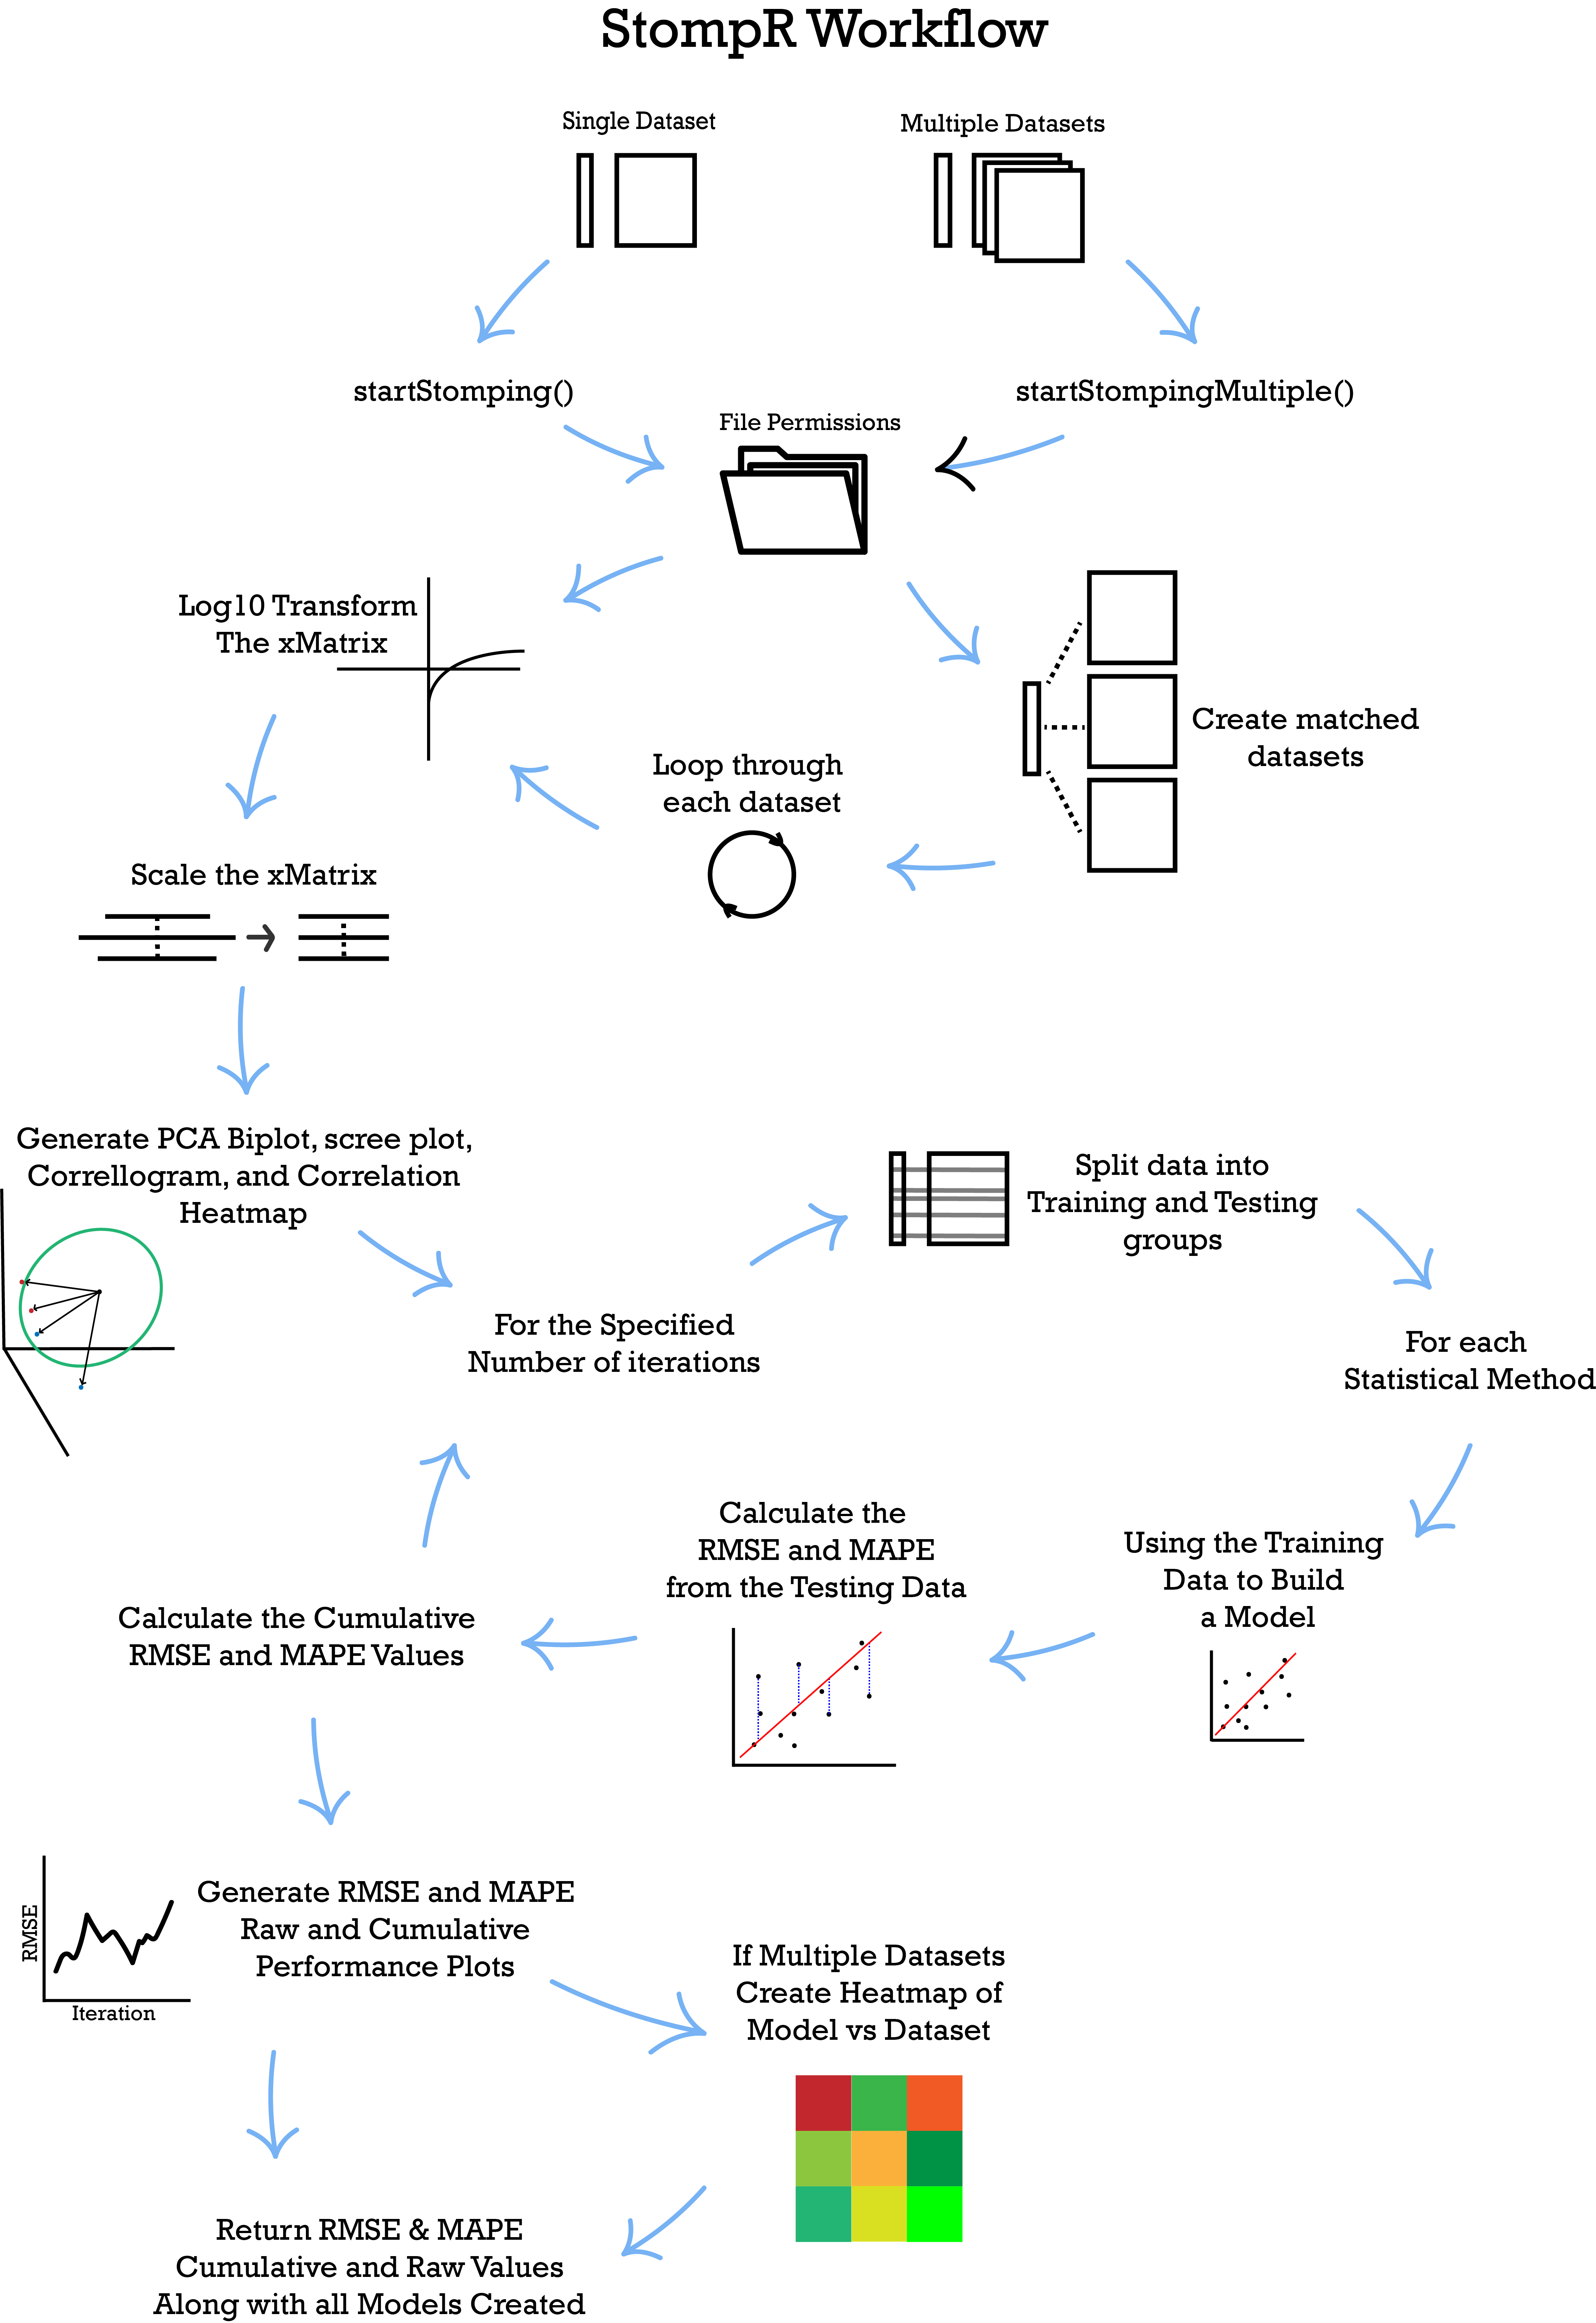 StompR Workflow
Single Dataset
Multiple Datasets
startStomping()
startStompingMultiple()
File Permissions
Log10 Transform
The xMatrix
Create matched
datasets
Loop through
each dataset
Scale the xMatrix
Generate PCA Biplot, scree plot,
Correllogram, and Correlation
Heatmap
Split data into
Training and Testing
groups
For the Specified
Number of iterations
For each
Statistical Method
Calculate the
RMSE and MAPE
from the Testing Data
Using the Training
Data to Build
a Model
Calculate the Cumulative
RMSE and MAPE Values
Generate RMSE and MAPE
Raw and Cumulative
Performance Plots
RMSE
Iteration
If Multiple Datasets
Create Heatmap of
Model vs Dataset
Return RMSE & MAPE
Cumulative and Raw Values
Along with all Models Created